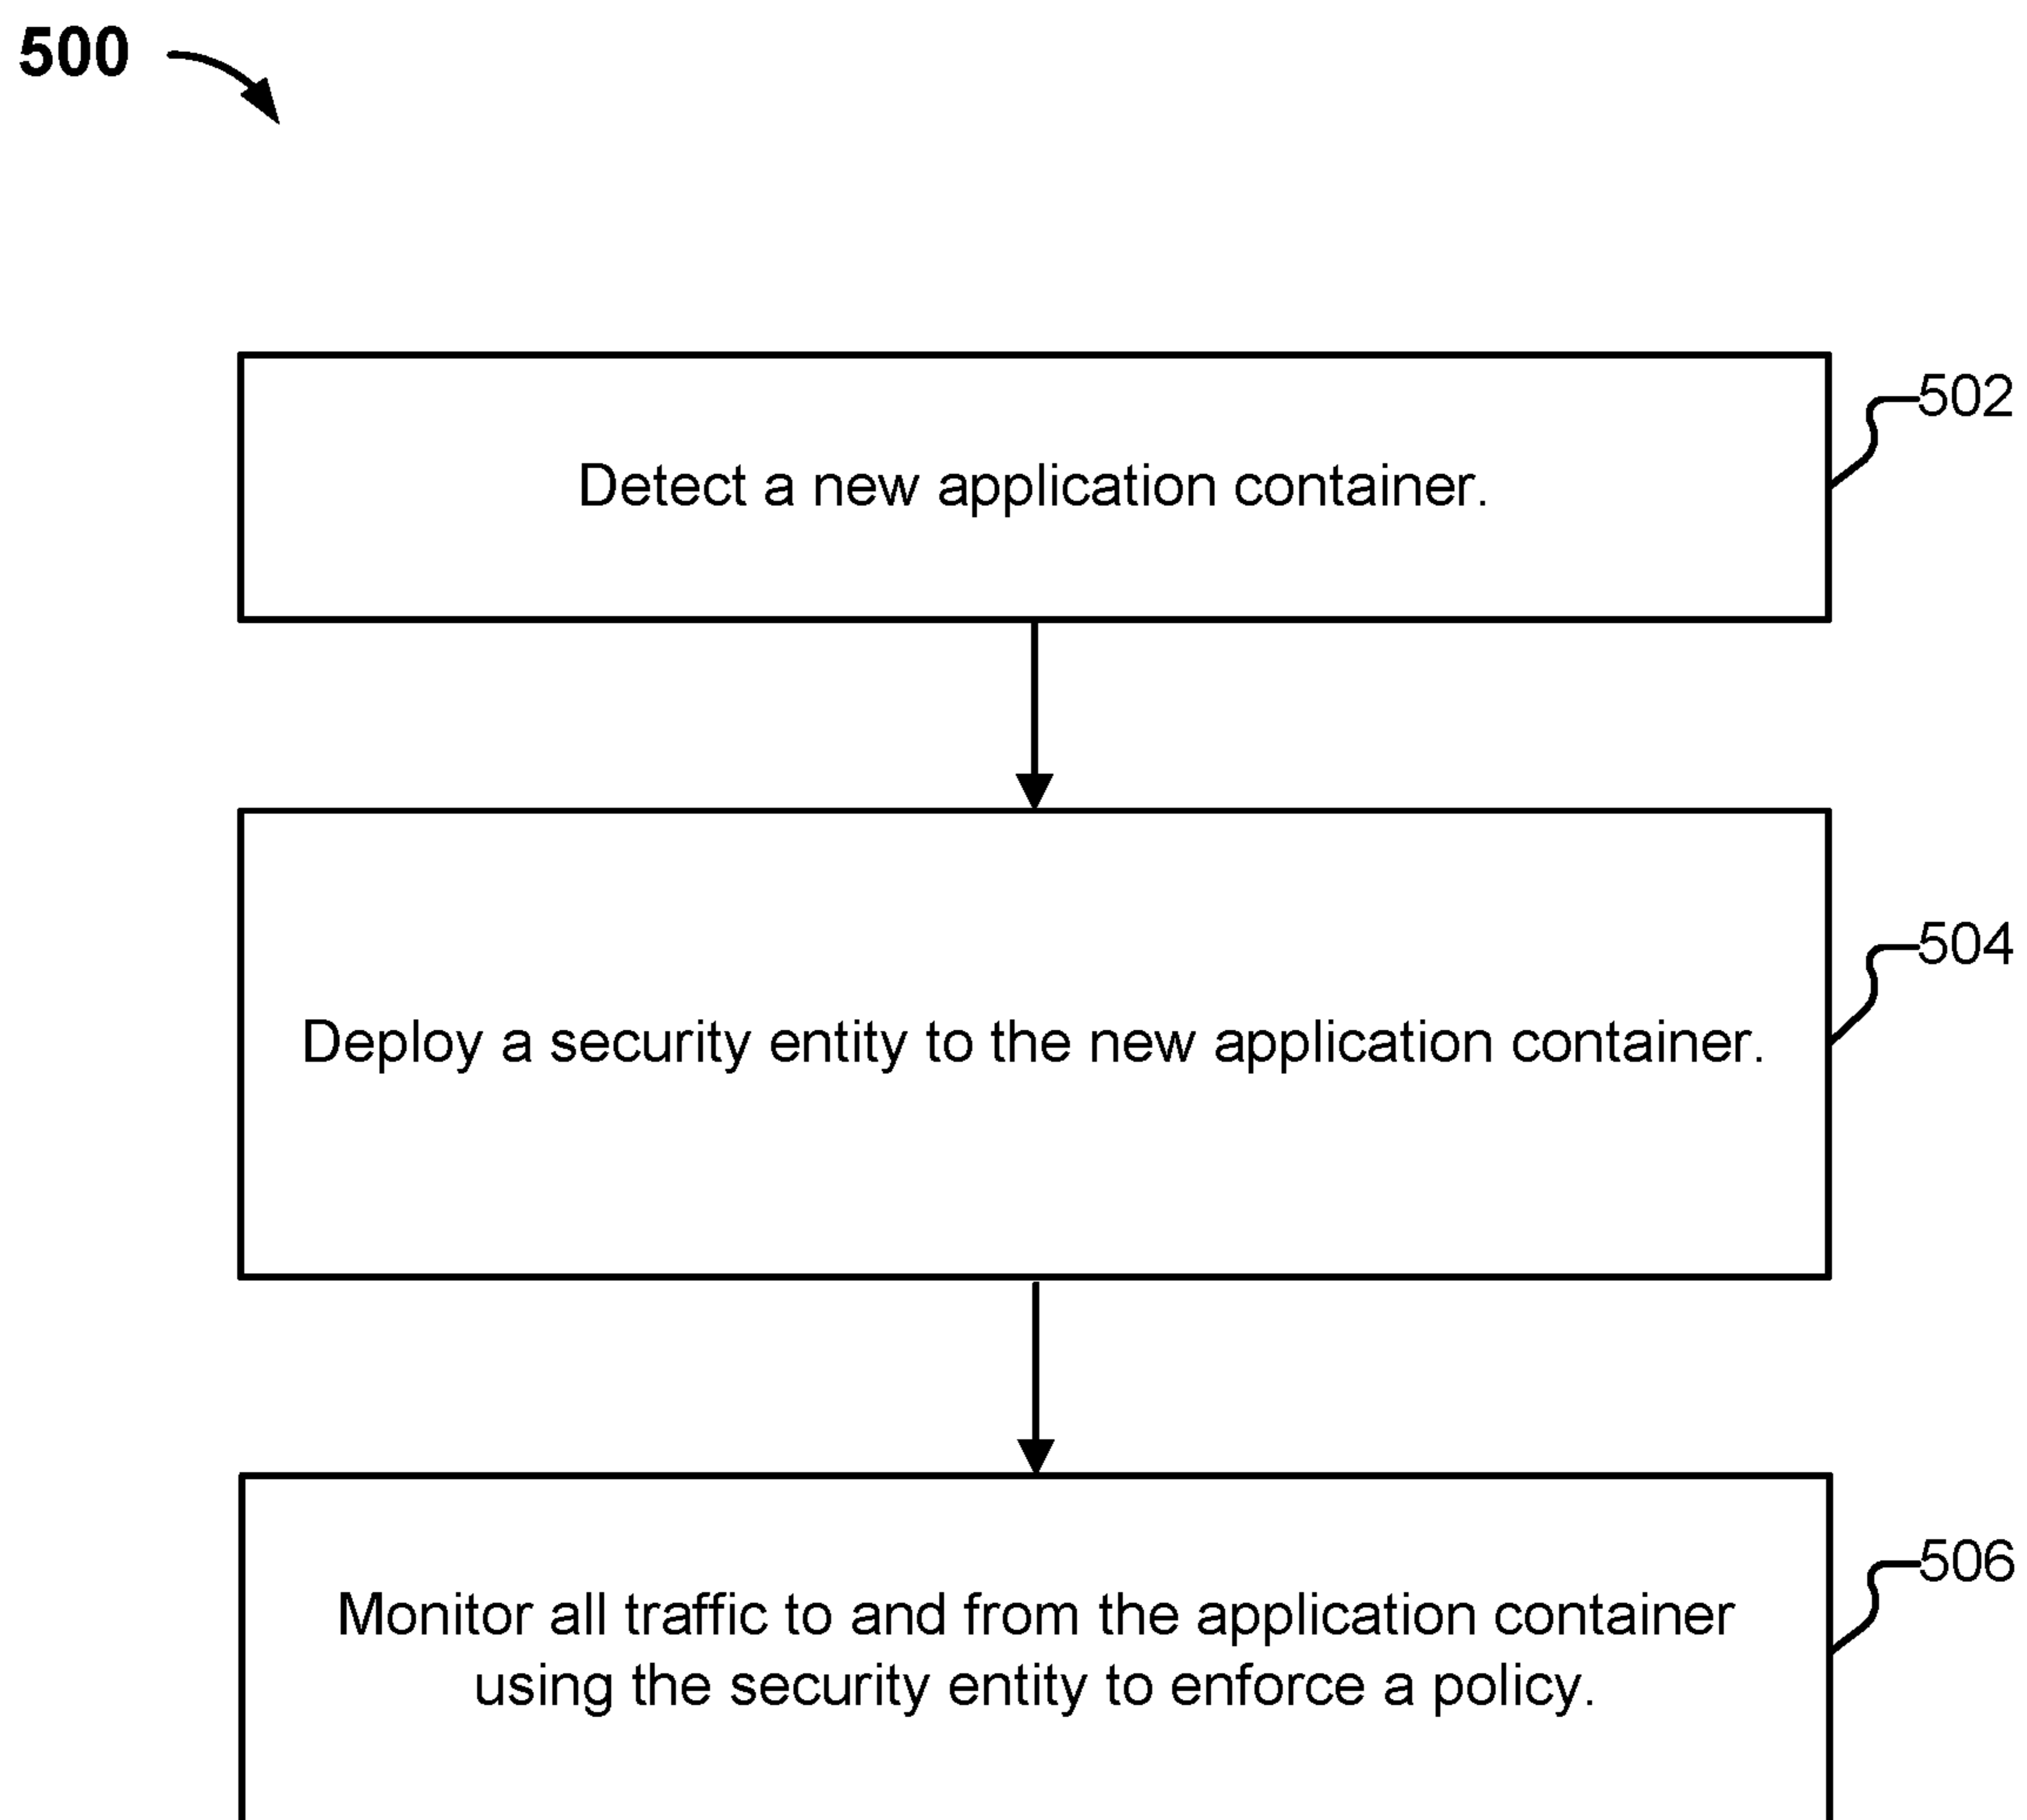 500
502
Detect a new application container.
504
Deploy a security entity to the new application container.
506
Monitor all traffic to and from the application container
using the security entity to enforce a policy.